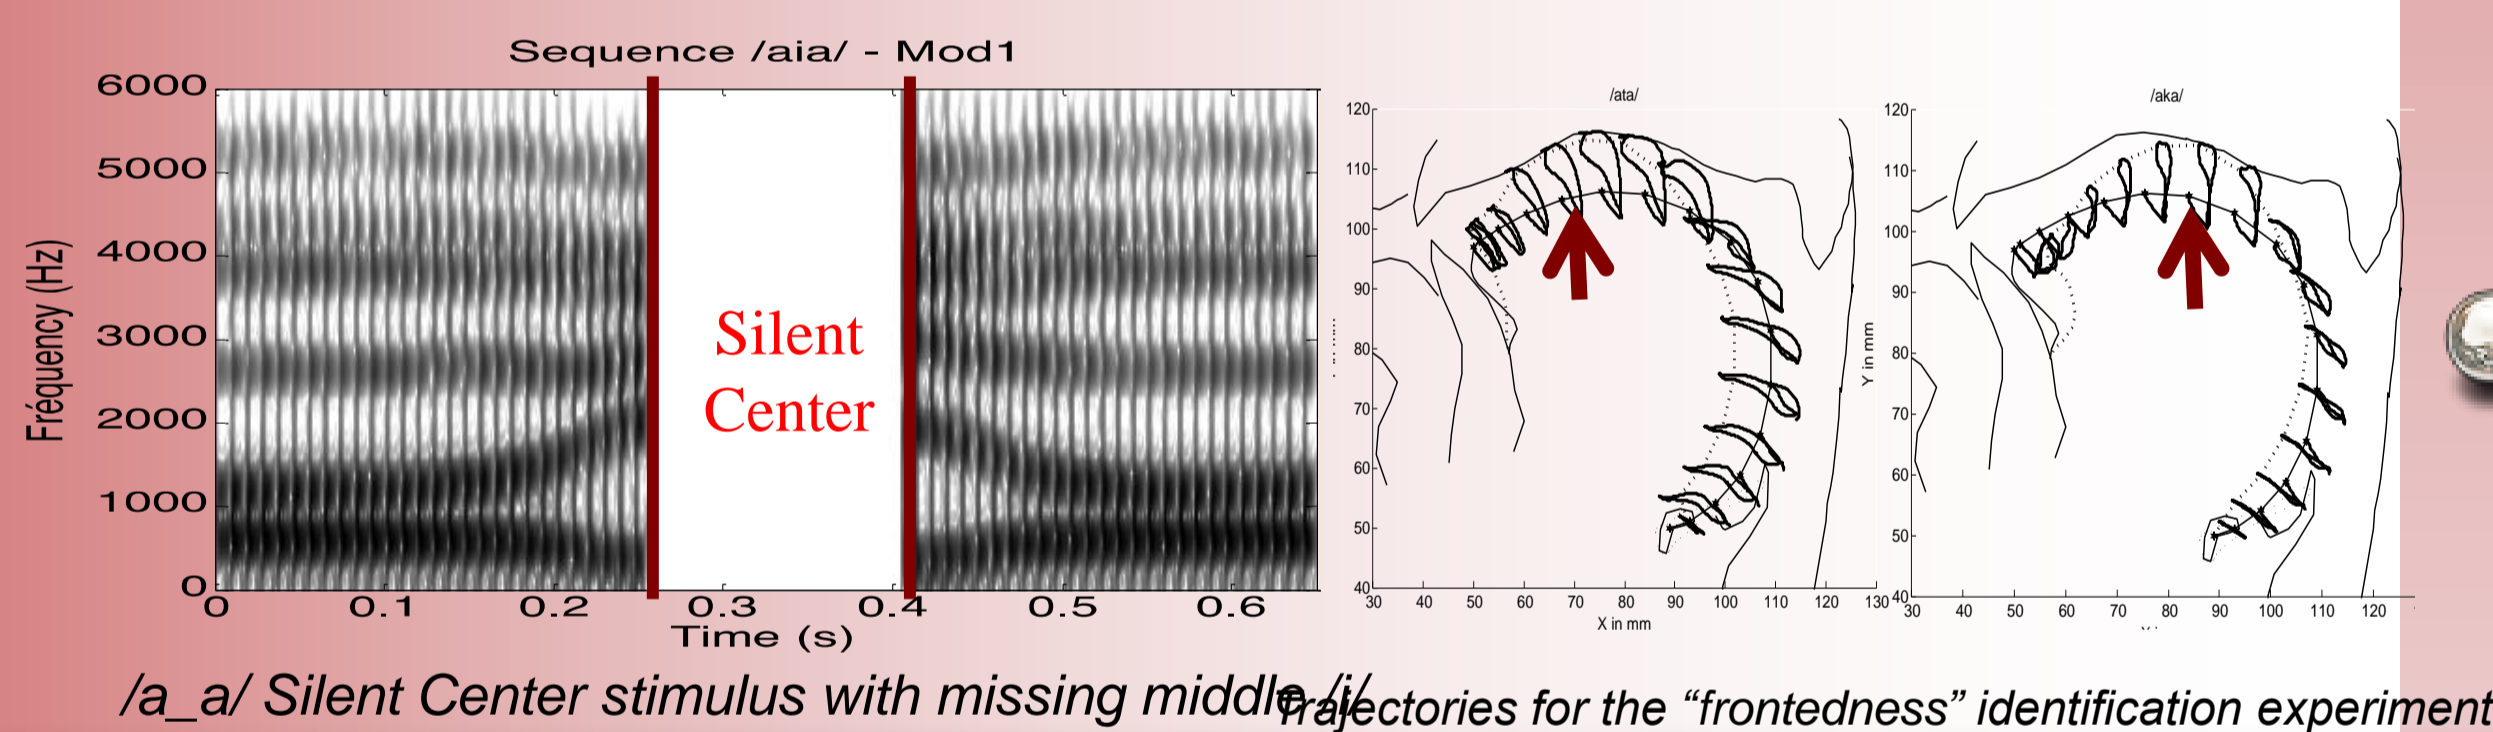 Sequence /aia/ - Mod1
6000
5000
4000
3000
2000
1000
0
Fréquency (Hz)
Silent
Center
0 0.1 0.2 0.3 0.4 0.5 0.6
Time (s)
/a_a/ Silent Center stimulus with missing middle /i/
/ata/
120
110
100
90
80
70
60
50
40
30 40 50 60 70 80 90 100 110 120 130
X in mm
/aka/
120
110
100
90
80
70
60
50
40
Y in mm
30 40 50 60 70 80 90 100 110 120
Trajectories for the “frontedness” identification experiment